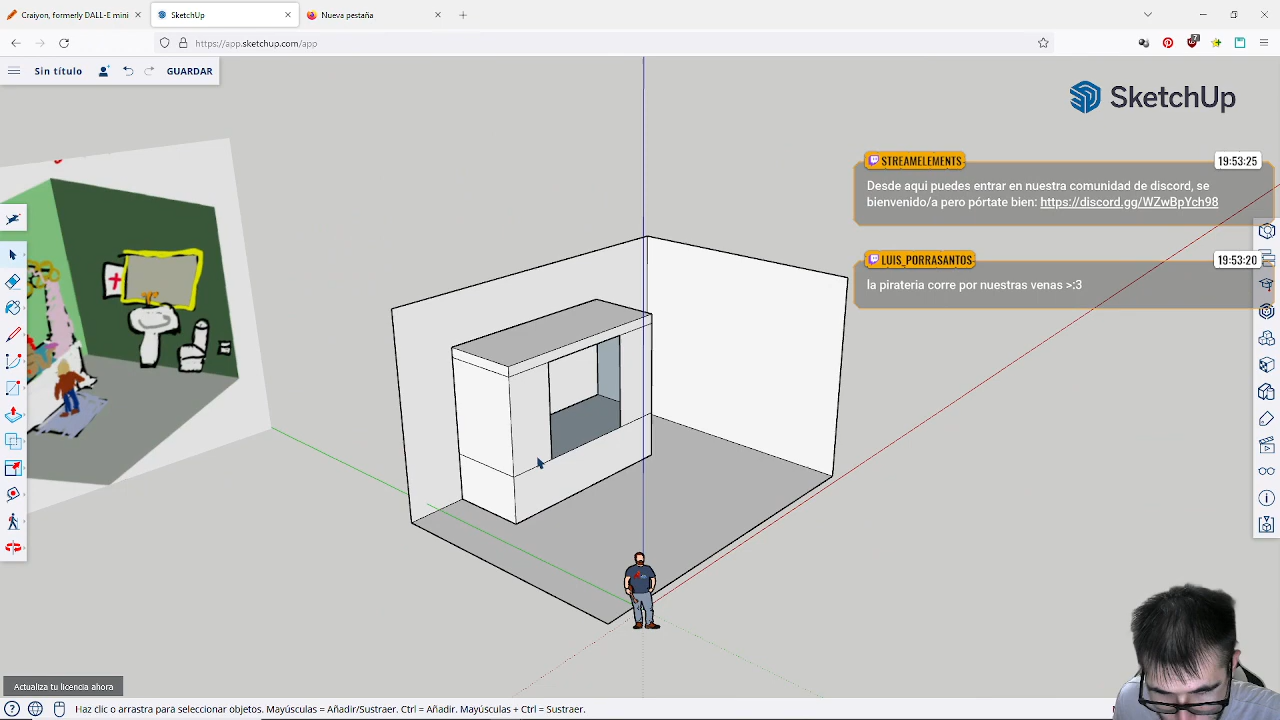 Craiyon, formerly DALL-E mini
SketchUp
Nueva pestaña
https://app.sketchup.com/app
Sin título
GUARDAR
SketchUp
STREAMELEMENTS
19:53:25
Desde aqui puedes entrar en nuestra comunidad de discord, se
bienvenido/a pero pórtate bien: https://discord.gg/WZwBpYch98
LUIS_PORRASANTOS
19:53:20
la pirateria corre por nuestras venas >:3
Actualiza tu licencia ahora
Haz clic o arrastra para seleccionar objetos. Mayúsculas = Añadir/Sustraer. Ctrl = Añadir. Mayúsculas + Ctrl = Sustraer.